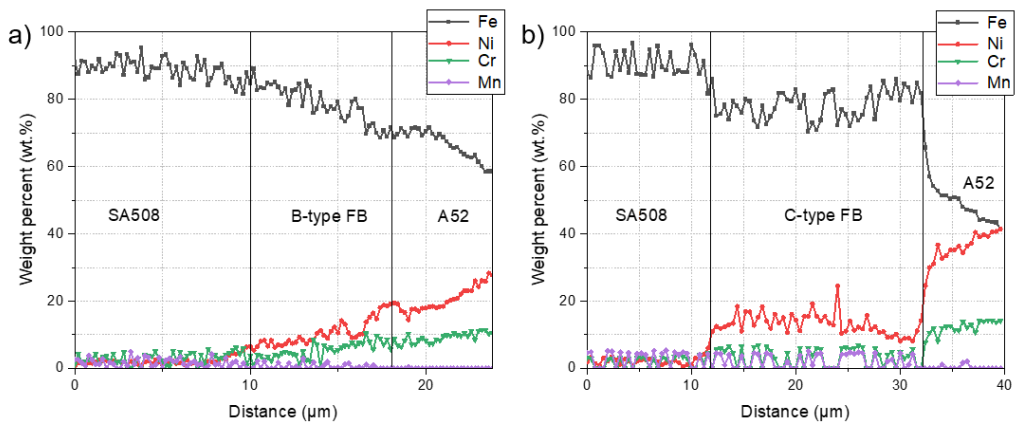 a)
Fe
Ni
Cr
Mn
100
80
60
40
20
0
Weight percent (wt.%)
SA508
B-type FB
A52
0
10
20
Distance (μm)
b)
Fe
Ni
Cr
Mn
100
80
60
40
20
0
Weight percent (wt.%)
SA508
C-type FB
A52
0
10
20
30
40
Distance (μm)